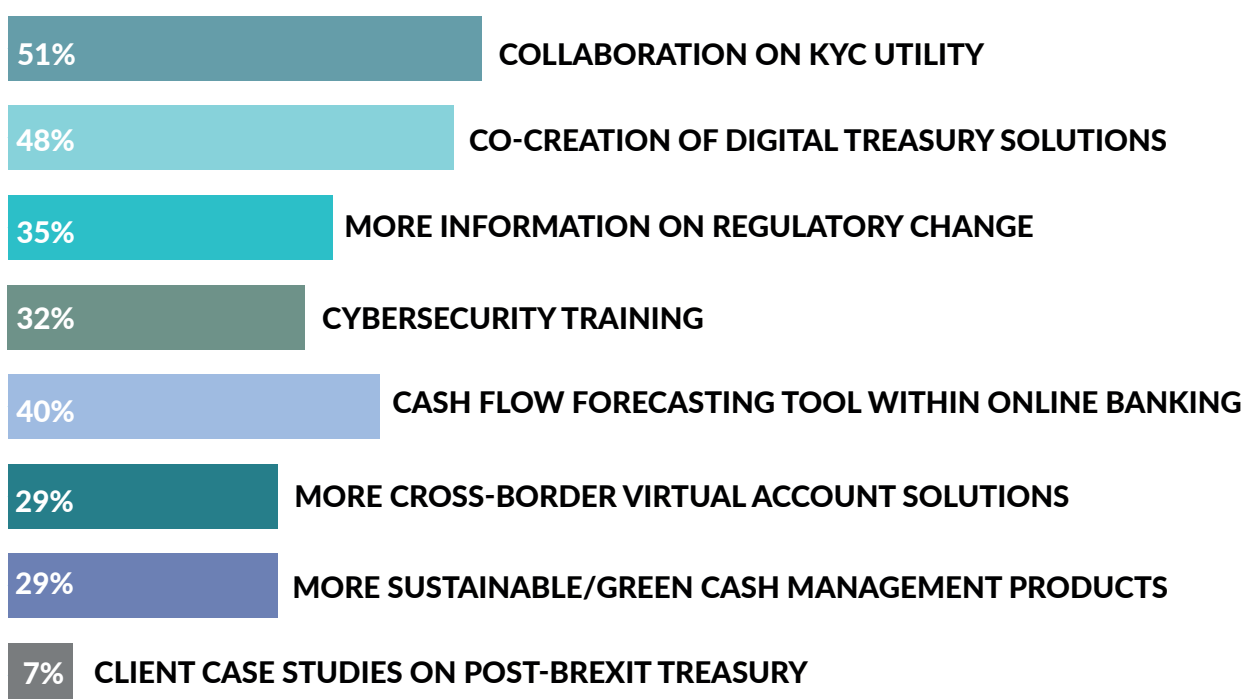 51% COLLABORATION ON KYC UTILITY
48% CO-CREATION OF DIGITAL TREASURY SOLUTIONS
35% MORE INFORMATION ON REGULATORY CHANGE
32% CYBERSECURITY TRAINING
40% CASH FLOW FORECASTING TOOL WITHIN ONLINE BANKING
29% MORE CROSS-BORDER VIRTUAL ACCOUNT SOLUTIONS
29% MORE SUSTAINABLE/GREEN CASH MANAGEMENT PRODUCTS
7% CLIENT CASE STUDIES ON POST-BREXIT TREASURY